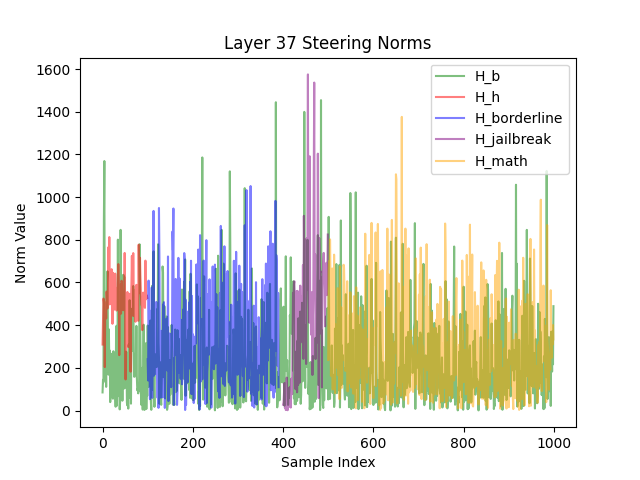 Layer 37 Steering Norms
H_b
H_h
H_borderline
H_jailbreak
H_math
Norm Value
1600
1400
1200
1000
800
600
400
200
0
0 200 400 600 800 1000
Sample Index